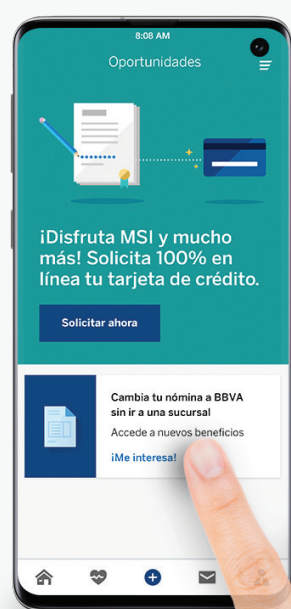 8:08 AM
Oportunidades
¡Disfruta MSI y mucho
más! Solicita 100% en
línea tu tarjeta de crédito.
Solicitar ahora
Cambia tu nómina a BBVA
sin ir a una sucursal
Accede a nuevos beneficios
¡Me interesa!